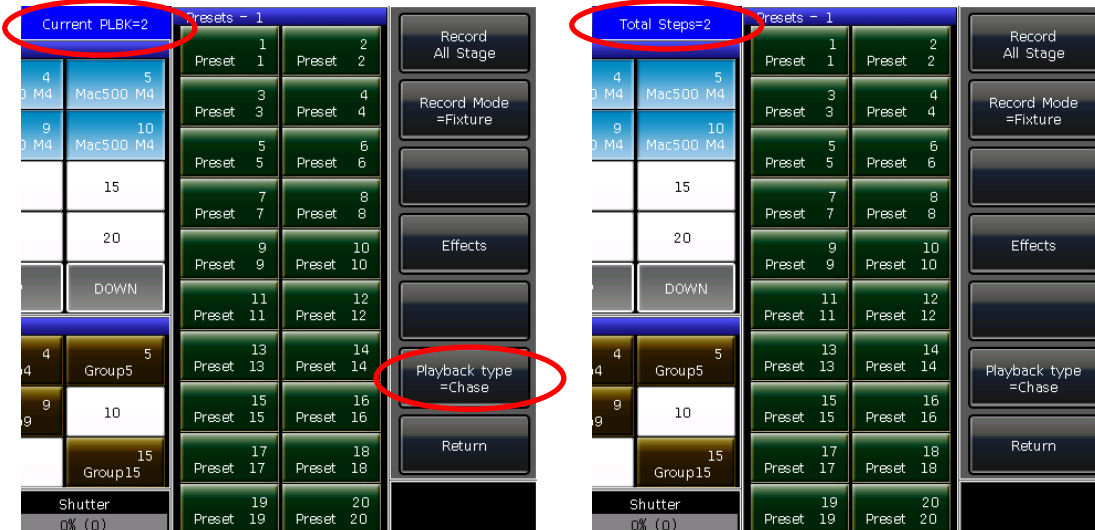 Current PLBK=2
4
M4
5
Mac500 M4
9
M4
10
Mac500 M4
15
20
DOWN
4
5
Group5
9
10
15
Group15
Shutter
0% (0)
Presets - 1
1
Preset 1
2
Preset 2
3
Preset 3
4
Preset 4
5
Preset 5
6
Preset 6
7
Preset 7
8
Preset 8
9
Preset 9
10
Preset 10
11
Preset 11
12
Preset 12
13
Preset 13
14
Preset 14
15
Preset 15
16
Preset 16
17
Preset 17
18
Preset 18
19
Preset 19
20
Preset 20
Record
All Stage
Record Mode
=Fixture
Effects
Playback type
=Chase
Return
Total Steps=2
4
M4
5
Mac500 M4
9
M4
10
Mac500 M4
15
20
DOWN
4
5
Group5
9
10
15
Group15
Shutter
0% (0)
Presets - 1
1
Preset 1
2
Preset 2
3
Preset 3
4
Preset 4
5
Preset 5
6
Preset 6
7
Preset 7
8
Preset 8
9
Preset 9
10
Preset 10
11
Preset 11
12
Preset 12
13
Preset 13
14
Preset 14
15
Preset 15
16
Preset 16
17
Preset 17
18
Preset 18
19
Preset 19
20
Preset 20
Record
All Stage
Record Mode
=Fixture
Effects
Playback type
=Chase
Return